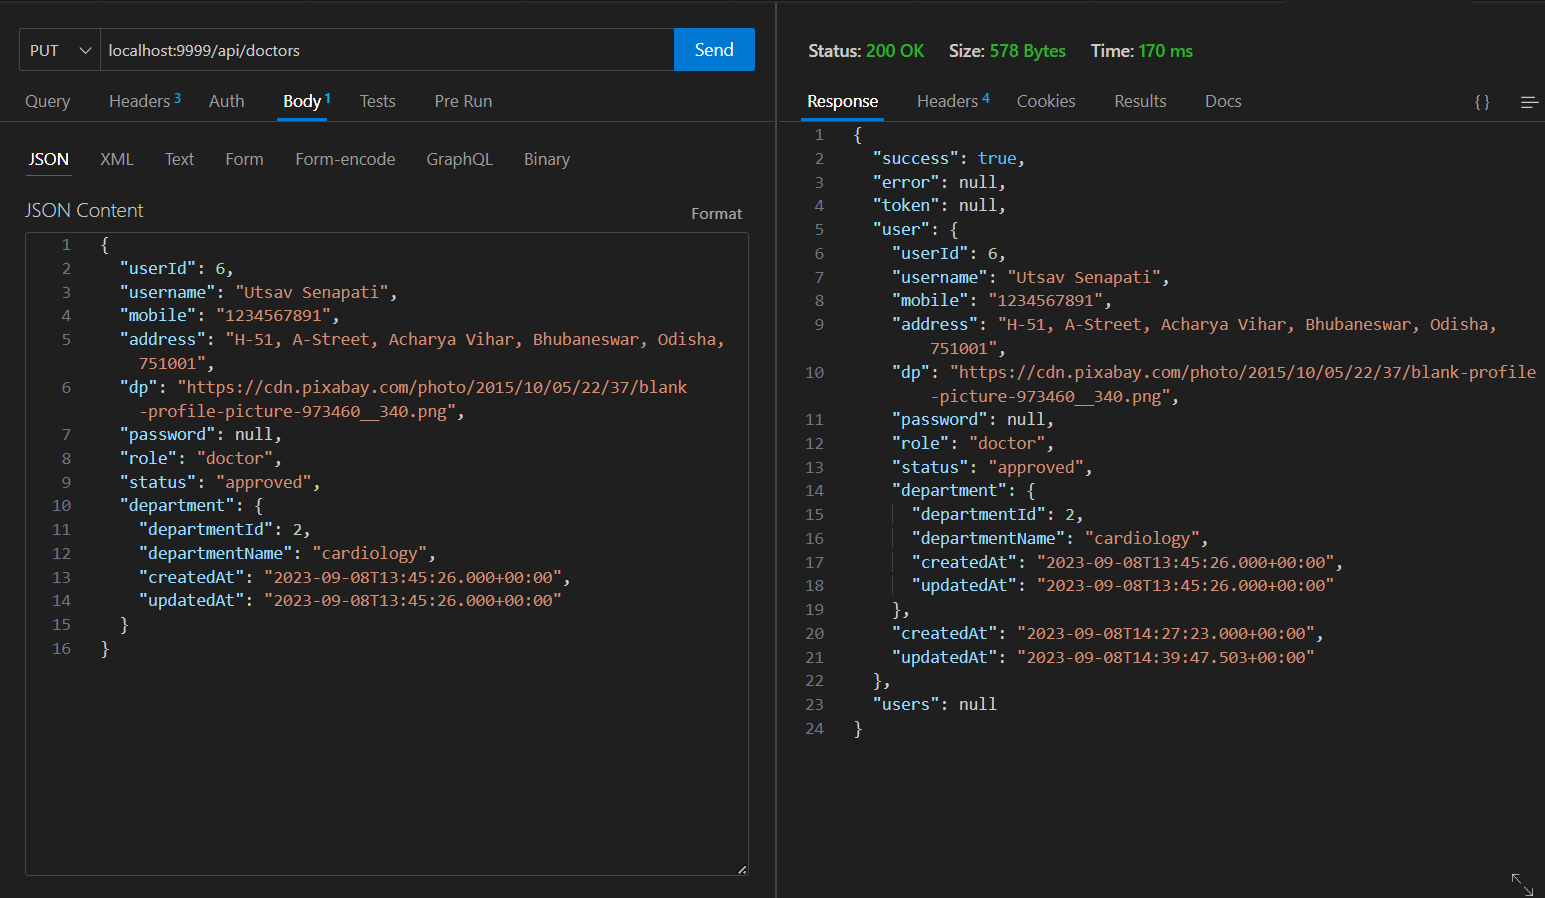 PUT
localhost:9999/api/doctors
Send
Query Headers 3 Auth Body 1 Tests Pre Run
JSON XML Text Form Form-encode GraphQL Binary
JSON Content
Format
1 {
2 "userId": 6,
3 "username": "Utsav Senapati",
4 "mobile": "1234567891",
5 "address": "H-51, A-Street, Acharya Vihar, Bhubaneswar, Odisha,
751001",
6 "dp": "https://cdn.pixabay.com/photo/2015/10/05/22/37/blank
-profile-picture-973460__340.png",
7 "password": null,
8 "role": "doctor",
9 "status": "approved",
10 "department": {
11 "departmentId": 2,
12 "departmentName": "cardiology",
13 "createdAt": "2023-09-08T13:45:26.000+00:00",
14 "updatedAt": "2023-09-08T13:45:26.000+00:00"
15 }
16 }
Status: 200 OK Size: 578 Bytes Time: 170 ms
Response Headers 4 Cookies Results Docs {}
1 {
2 "success": true,
3 "error": null,
4 "token": null,
5 "user": {
6 "userId": 6,
7 "username": "Utsav Senapati",
8 "mobile": "1234567891",
9 "address": "H-51, A-Street, Acharya Vihar, Bhubaneswar, Odisha,
751001",
10 "dp": "https://cdn.pixabay.com/photo/2015/10/05/22/37/blank-profile
-picture-973460__340.png",
11 "password": null,
12 "role": "doctor",
13 "status": "approved",
14 "department": {
15 "departmentId": 2,
16 "departmentName": "cardiology",
17 "createdAt": "2023-09-08T13:45:26.000+00:00",
18 "updatedAt": "2023-09-08T13:45:26.000+00:00"
19 },
20 "createdAt": "2023-09-08T14:27:23.000+00:00",
21 "updatedAt": "2023-09-08T14:39:47.503+00:00"
22 },
23 "users": null
24 }